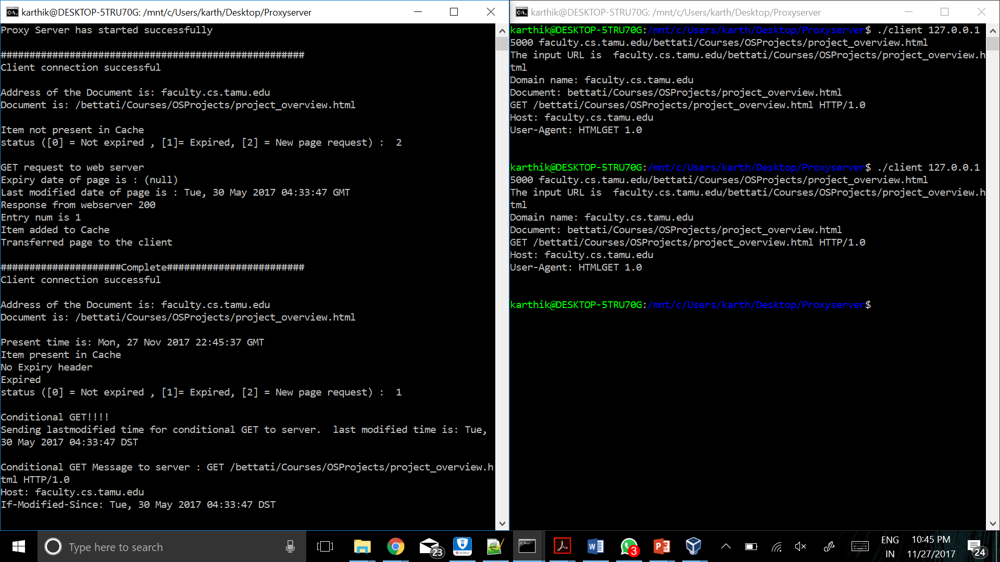 karthik@DESKTOP-5TRU70G: /mnt/c/Users/karth/Desktop/Proxyserver
Proxy Server has started successfully
#####################################################
Client connection successful
Address of the Document is: faculty.cs.tamu.edu
Document is: /bettati/Courses/OSProjects/project_overview.html
Item not present in Cache
status ([0] = Not expired , [1]= Expired, [2] = New page request) :  2
GET request to web server
Expiry date of page is : (null)
Last modified date of page is : Tue, 30 May 2017 04:33:47 GMT
Response from webserver 200
Entry num is 1
Item added to Cache
Transferred page to the client
#####################Complete########################
Client connection successful
Address of the Document is: faculty.cs.tamu.edu
Document is: /bettati/Courses/OSProjects/project_overview.html
Present time is: Mon, 27 Nov 2017 22:45:37 GMT
Item present in Cache
No Expiry header
Expired
status ([0] = Not expired , [1]= Expired, [2] = New page request) :  1
Conditional GET!!!!
Sending lastmodified time for conditional GET to server.  last modified time is: Tue,
30 May 2017 04:33:47 DST
Conditional GET Message to server : GET /bettati/Courses/OSProjects/project_overview.h
tml HTTP/1.0
Host: faculty.cs.tamu.edu
If-Modified-Since: Tue, 30 May 2017 04:33:47 DST
karthik@DESKTOP-5TRU70G: /mnt/c/Users/karth/Desktop/Proxyserver
karthik@DESKTOP-5TRU70G:/mnt/c/Users/karth/Desktop/Proxyserver$ ./client 127.0.0.1
5000 faculty.cs.tamu.edu/bettati/Courses/OSProjects/project_overview.html
The input URL is  faculty.cs.tamu.edu/bettati/Courses/OSProjects/project_overview.h
tml
Domain name: faculty.cs.tamu.edu
Document: bettati/Courses/OSProjects/project_overview.html
GET /bettati/Courses/OSProjects/project_overview.html HTTP/1.0
Host: faculty.cs.tamu.edu
User-Agent: HTMLGET 1.0
karthik@DESKTOP-5TRU70G:/mnt/c/Users/karth/Desktop/Proxyserver$ ./client 127.0.0.1
5000 faculty.cs.tamu.edu/bettati/Courses/OSProjects/project_overview.html
The input URL is  faculty.cs.tamu.edu/bettati/Courses/OSProjects/project_overview.h
tml
Domain name: faculty.cs.tamu.edu
Document: bettati/Courses/OSProjects/project_overview.html
GET /bettati/Courses/OSProjects/project_overview.html HTTP/1.0
Host: faculty.cs.tamu.edu
User-Agent: HTMLGET 1.0
karthik@DESKTOP-5TRU70G:/mnt/c/Users/karth/Desktop/Proxyserver$
Type here to search
23
3
ENG
IN
10:45 PM
11/27/2017
24